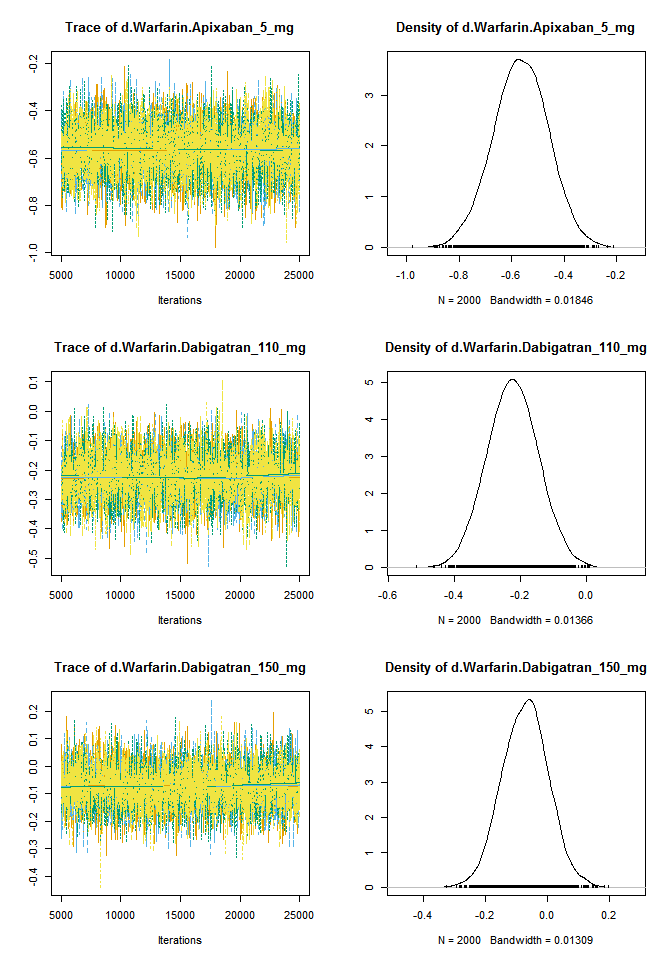 Trace of d.Warfarin.Apixaban_5_mg
-0.2
-0.4
-0.6
-0.8
-1.0
5000 10000 15000 20000 25000
Iterations
Density of d.Warfarin.Apixaban_5_mg
3
2
1
0
-1.0 -0.8 -0.6 -0.4 -0.2
N = 2000 Bandwidth = 0.01846
Trace of d.Warfarin.Dabigatran_110_mg
0.1
0.0
-0.1
-0.2
-0.3
-0.4
-0.5
5000 10000 15000 20000 25000
Iterations
Density of d.Warfarin.Dabigatran_110_mg
5
4
3
2
1
0
-0.6 -0.4 -0.2 0.0
N = 2000 Bandwidth = 0.01366
Trace of d.Warfarin.Dabigatran_150_mg
0.2
0.1
0.0
-0.1
-0.2
-0.3
-0.4
5000 10000 15000 20000 25000
Iterations
Density of d.Warfarin.Dabigatran_150_mg
5
4
3
2
1
0
-0.4 -0.2 0.0 0.2
N = 2000 Bandwidth = 0.01309